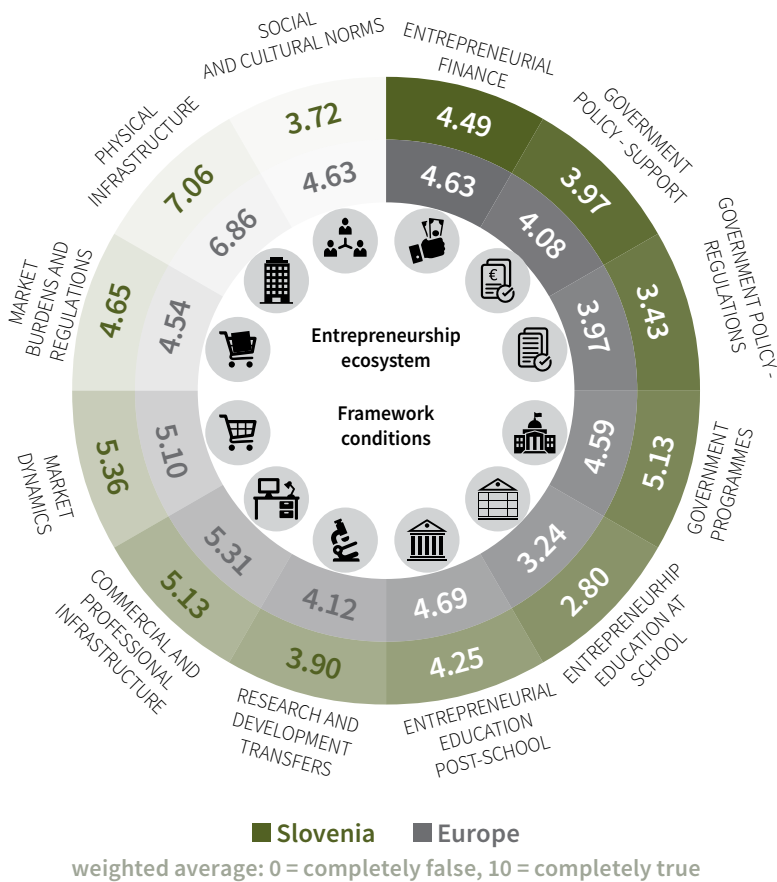 SOCIAL
AND CULTURAL NORMS
ENTREPRENEURIAL
FINANCE
GOVERNMENT
POLICY - SUPPORT
GOVERNMENT POLICY -
REGULATIONS
GOVERNMENT
PROGRAMMES
ENTREPRENEURHIP
EDUCATION AT
SCHOOL
ENTREPRENEURIAL
EDUCATION
POST-SCHOOL
RESEARCH AND
DEVELOPMENT
TRANSFERS
COMMERCIAL AND
PROFESSIONAL
INFRASTRUCTURE
MARKET
DYNAMICS
MARKET
BURDENS AND
REGULATIONS
PHYSICAL
INFRASTRUCTURE
4.49
3.97
3.43
5.13
2.80
4.25
3.90
5.13
5.36
4.65
7.06
3.72
4.63
4.08
3.97
4.59
3.24
4.69
4.12
5.31
5.10
4.54
6.86
4.63
€
Entrepreneurship
ecosystem
Framework
conditions
Slovenia Europe
weighted average: 0 = completely false, 10 = completely true